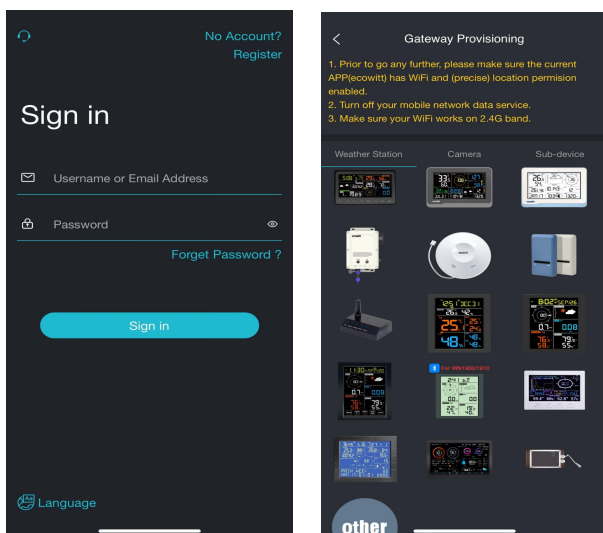 No Account?
Register
Sign in
Username or Email Address
Password
Forget Password ?
Sign in
Language
Gateway Provisioning
1. Prior to go any further, please make sure the current
APP(ecowitt) has WiFi and (precise) location permision
enabled.
2. Turn off your mobile network data service.
3. Make sure your WiFi works on 2.4G band.
Weather Station Camera Sub-device
For WN1900/1910
other